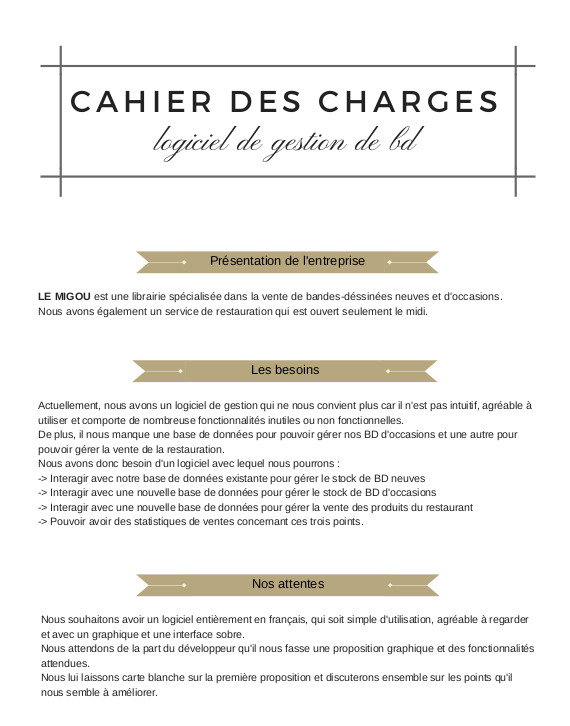 CAHIER DES CHARGES
logiciel de gestion de bd
Présentation de l'entreprise
LE MIGOU est une librairie spécialisée dans la vente de bandes-déssinées neuves et d'occasions.
Nous avons également un service de restauration qui est ouvert seulement le midi.
Les besoins
Actuellement, nous avons un logiciel de gestion qui ne nous convient plus car il n'est pas intuitif, agréable à
utiliser et comporte de nombreuse fonctionnalités inutiles ou non fonctionnelles.
De plus, il nous manque une base de données pour pouvoir gérer nos BD d'occasions et une autre pour
pouvoir gérer la vente de la restauration.
Nous avons donc besoin d'un logiciel avec lequel nous pourrons :
-> Interagir avec notre base de données existante pour gérer le stock de BD neuves
-> Interagir avec une nouvelle base de données pour gérer le stock de BD d'occasions
-> Interagir avec une nouvelle base de données pour gérer la vente des produits du restaurant
-> Pouvoir avoir des statistiques de ventes concernant ces trois points.
Nos attentes
Nous souhaitons avoir un logiciel entièrement en français, qui soit simple d'utilisation, agréable à regarder
et avec un graphique et une interface sobre.
Nous attendons de la part du développeur qu'il nous fasse une proposition graphique et des fonctionnalités
attendues.
Nous lui laissons carte blanche sur la première proposition et discuterons ensemble sur les points qu'il
nous semble à améliorer.